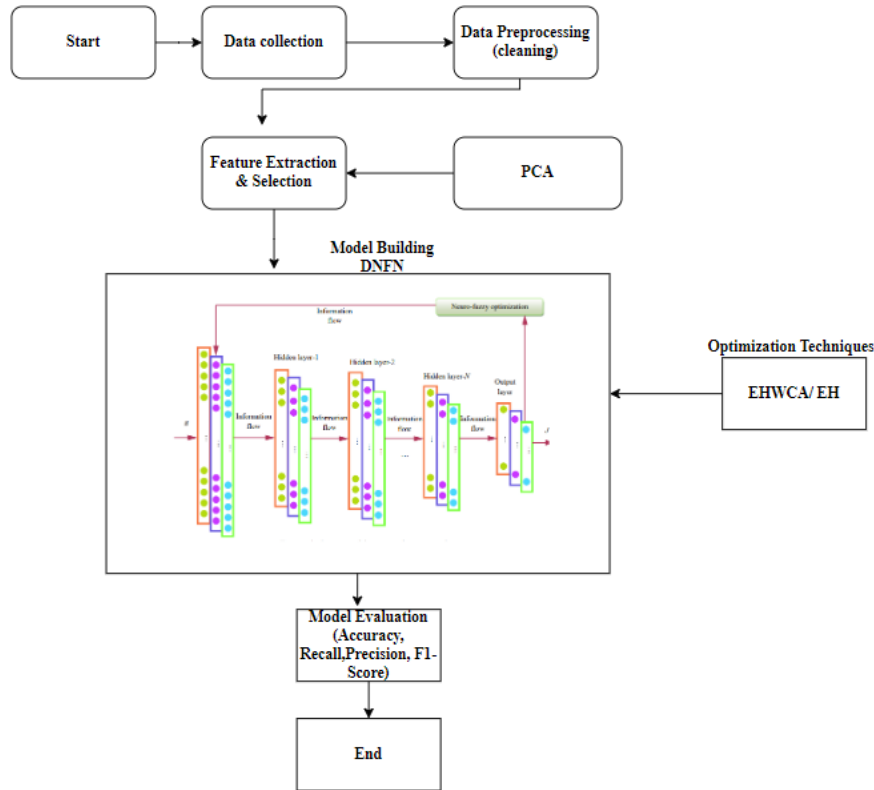 Start
Data collection
Data Preprocessing
(cleaning)
Feature Extraction
& Selection
PCA
Model Building
DNFN
Neuro-fuzzy optimization
Information
flow
Hidden layer-1
Hidden layer-2
Hidden layer-N
Output
layer
Information
flow
Information
flow
Information
flow
Information
flow
...
Optimization Techniques
EHWCA/ EH
Model Evaluation
(Accuracy,
Recall,Precision, F1-
Score)
End